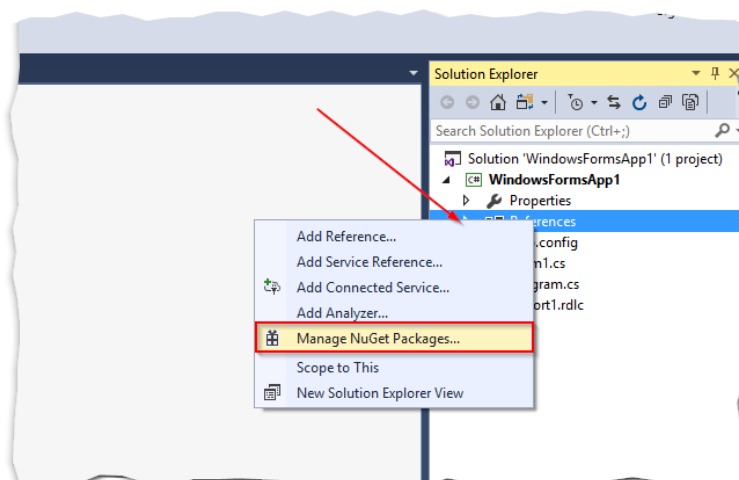 Solution Explorer
Search Solution Explorer (Ctrl+;)
Solution 'WindowsFormsApp1' (1 project)
C# WindowsFormsApp1
Properties
References
.config
m1.cs
gram.cs
ort1.rdlc
Add Reference...
Add Service Reference...
Add Connected Service...
Add Analyzer...
Manage NuGet Packages...
Scope to This
New Solution Explorer View